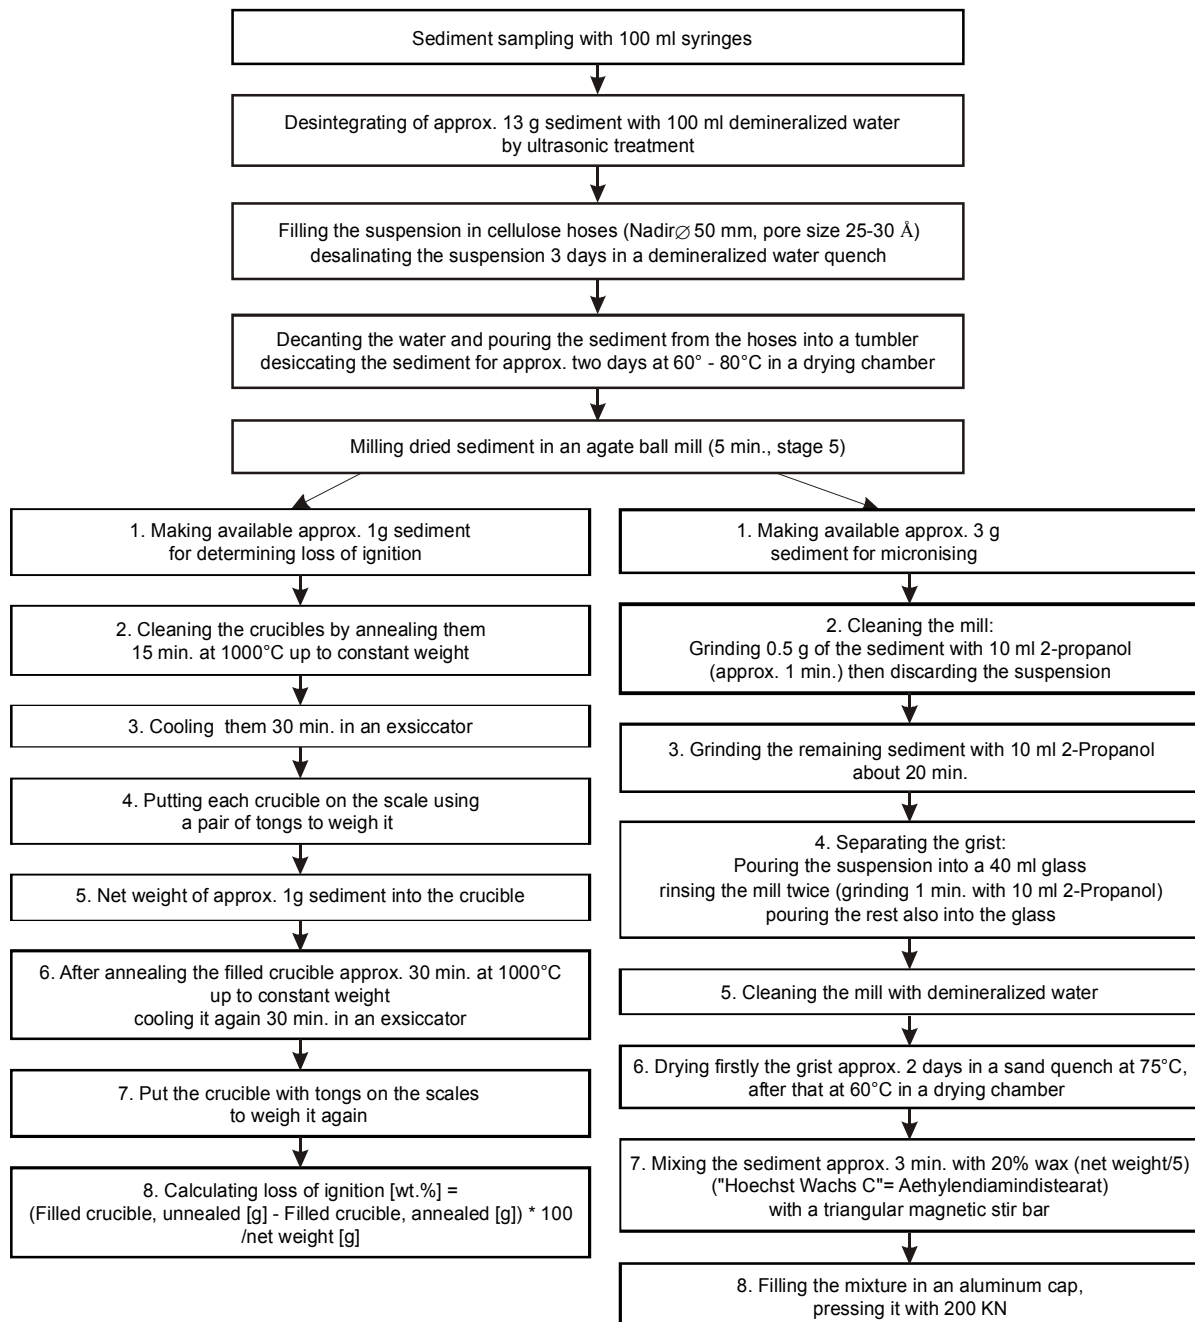 Sediment sampling with 100 ml syringes
Desintegrating of approx. 13 g sediment with 100 ml demineralized water
by ultrasonic treatment
Filling the suspension in cellulose hoses (Nadir∅ 50 mm, pore size 25-30 Å)
desalinating the suspension 3 days in a demineralized water quench
Decanting the water and pouring the sediment from the hoses into a tumbler
desiccating the sediment for approx. two days at 60° - 80°C in a drying chamber
Milling dried sediment in an agate ball mill (5 min., stage 5)
1. Making available approx. 1g sediment
for determining loss of ignition
2. Cleaning the crucibles by annealing them
15 min. at 1000°C up to constant weight
3. Cooling them 30 min. in an exsiccator
4. Putting each crucible on the scale using
a pair of tongs to weigh it
5. Net weight of approx. 1g sediment into the crucible
6. After annealing the filled crucible approx. 30 min. at 1000°C
up to constant weight
cooling it again 30 min. in an exsiccator
7. Put the crucible with tongs on the scales
to weigh it again
8. Calculating loss of ignition [wt.%] =
(Filled crucible, unnealed [g] - Filled crucible, annealed [g]) * 100
/net weight [g]
1. Making available approx. 3 g
sediment for micronising
2. Cleaning the mill:
Grinding 0.5 g of the sediment with 10 ml 2-propanol
(approx. 1 min.) then discarding the suspension
3. Grinding the remaining sediment with 10 ml 2-Propanol
about 20 min.
4. Separating the grist:
Pouring the suspension into a 40 ml glass
rinsing the mill twice (grinding 1 min. with 10 ml 2-Propanol)
pouring the rest also into the glass
5. Cleaning the mill with demineralized water
6. Drying firstly the grist approx. 2 days in a sand quench at 75°C,
after that at 60°C in a drying chamber
7. Mixing the sediment approx. 3 min. with 20% wax (net weight/5)
("Hoechst Wachs C"= Aethylendiamindistearat)
with a triangular magnetic stir bar
8. Filling the mixture in an aluminum cap,
pressing it with 200 KN